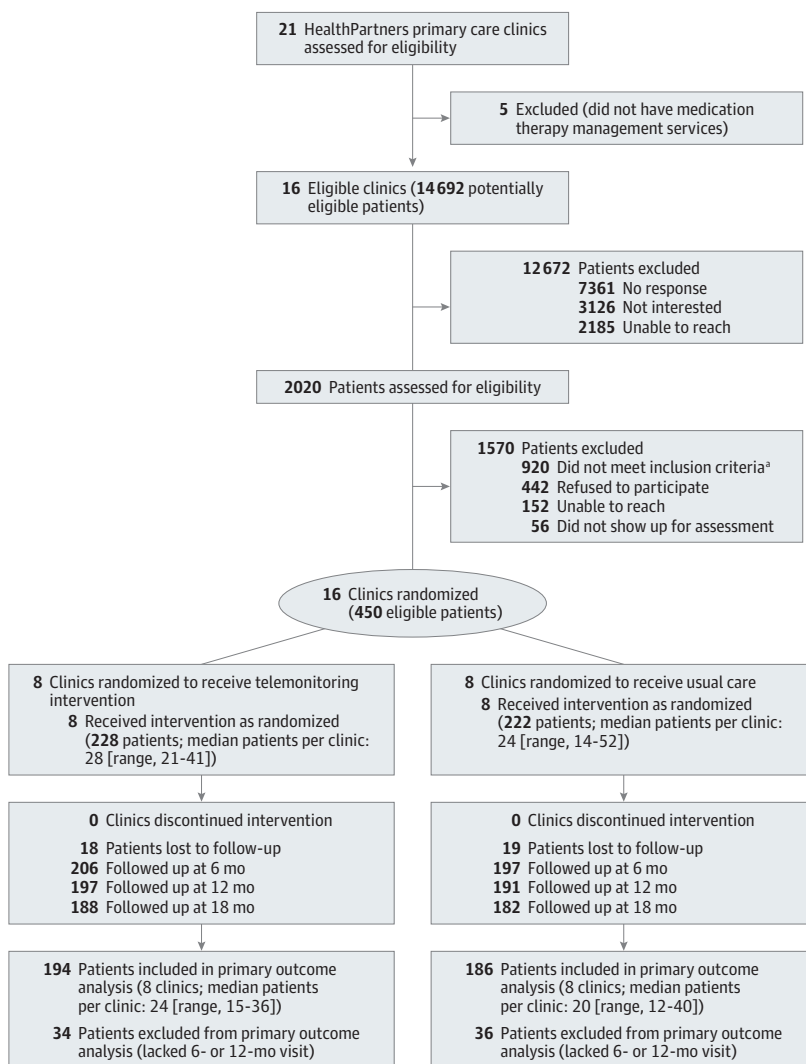 21 HealthPartners primary care clinics
assessed for eligibility
5 Excluded (did not have medication
therapy management services)
16 Eligible clinics (14 692 potentially
eligible patients)
12 672 Patients excluded
7361 No response
3126 Not interested
2185 Unable to reach
2020 Patients assessed for eligibility
1570 Patients excluded
920 Did not meet inclusion criteriaᵃ
442 Refused to participate
152 Unable to reach
56 Did not show up for assessment
16 Clinics randomized
(450 eligible patients)
8 Clinics randomized to receive telemonitoring
intervention
8 Received intervention as randomized
(228 patients; median patients per clinic:
28 [range, 21-41])
8 Clinics randomized to receive usual care
8 Received intervention as randomized
(222 patients; median patients per clinic:
24 [range, 14-52])
0 Clinics discontinued intervention
18 Patients lost to follow-up
206 Followed up at 6 mo
197 Followed up at 12 mo
188 Followed up at 18 mo
0 Clinics discontinued intervention
19 Patients lost to follow-up
197 Followed up at 6 mo
191 Followed up at 12 mo
182 Followed up at 18 mo
194 Patients included in primary outcome
analysis (8 clinics; median patients
per clinic: 24 [range, 15-36])
34 Patients excluded from primary outcome
analysis (lacked 6- or 12-mo visit)
186 Patients included in primary outcome
analysis (8 clinics; median patients
per clinic: 20 [range, 12-40])
36 Patients excluded from primary outcome
analysis (lacked 6- or 12-mo visit)